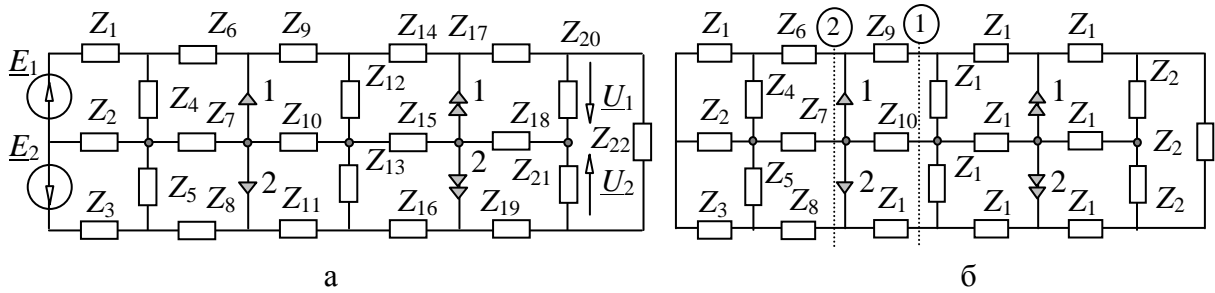 Z1 Z6 Z9 Z14 Z17 Z20
E1 Z4 1 Z12 1 U1
Z2 Z7 Z10 Z15 Z18 Z22
E2 Z5 2 Z13 2 Z21 U2
Z3 Z8 Z11 Z16 Z19
а
Z1 Z6 2 Z9 1 Z1 Z1
Z4 1 Z1 1 Z2
Z2 Z7 Z10 Z1 Z1 Z2
Z5 2 Z1 2 Z2
Z3 Z8 Z1 Z1 Z1
б